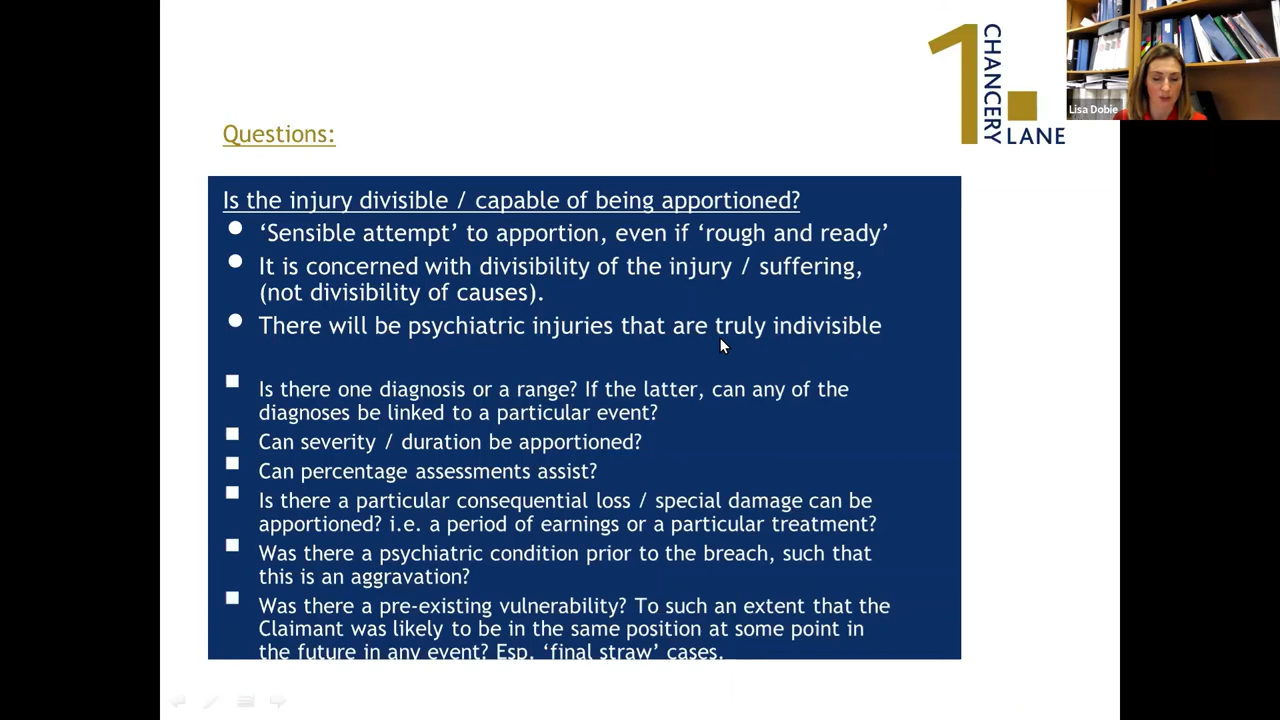 1
CHANCERY
LANE
Lisa Dobie
Questions:
Is the injury divisible / capable of being apportioned?
‘Sensible attempt’ to apportion, even if ‘rough and ready’
It is concerned with divisibility of the injury / suffering,
(not divisibility of causes).
There will be psychiatric injuries that are truly indivisible
Is there one diagnosis or a range? If the latter, can any of the
diagnoses be linked to a particular event?
Can severity / duration be apportioned?
Can percentage assessments assist?
Is there a particular consequential loss / special damage can be
apportioned? i.e. a period of earnings or a particular treatment?
Was there a psychiatric condition prior to the breach, such that
this is an aggravation?
Was there a pre-existing vulnerability? To such an extent that the
Claimant was likely to be in the same position at some point in
the future in any event? Esp. ‘final straw’ cases.